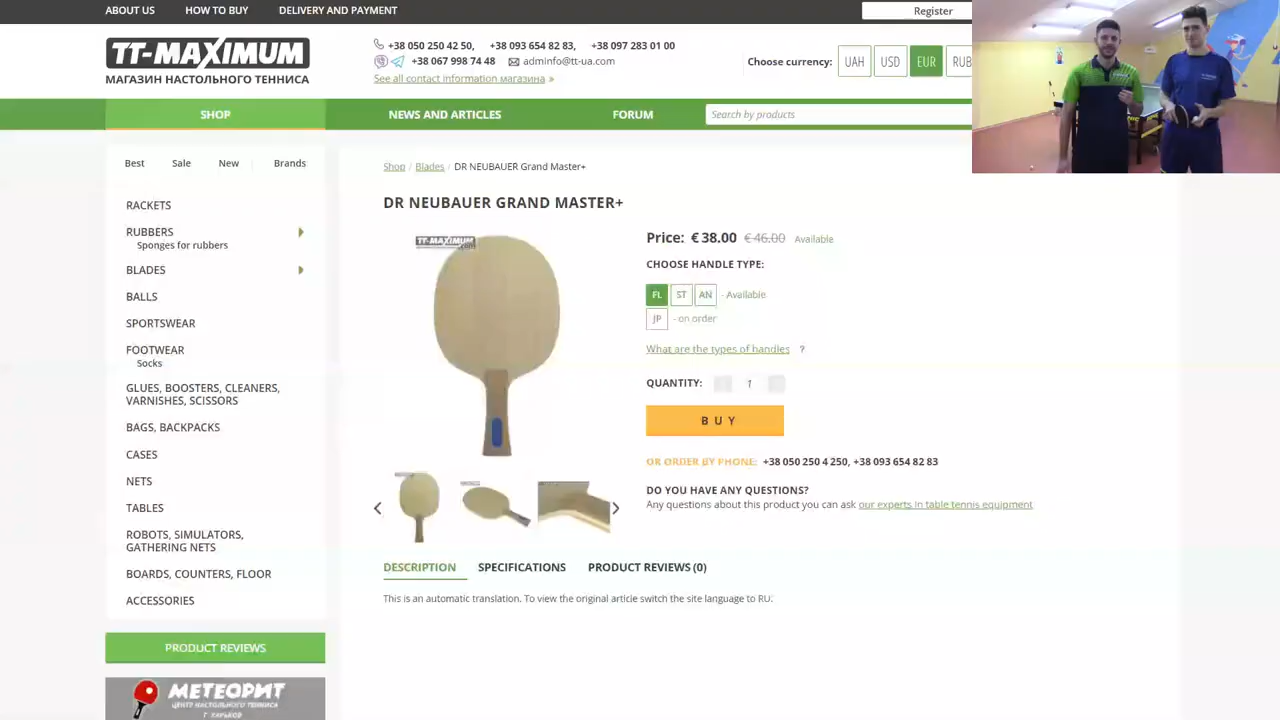 ABOUT US
HOW TO BUY
DELIVERY AND PAYMENT
Register
TT-MAXIMUM
МАГАЗИН НАСТОЛЬНОГО ТЕННИСА
+38 050 250 42 50, +38 093 654 82 83, +38 097 283 01 00
+38 067 998 74 48 adminfo@tt-ua.com
See all contact information магазина »
Choose currency: UAH USD EUR RUB
SHOP
NEWS AND ARTICLES
FORUM
Search by products
Best Sale New Brands
RACKETS
RUBBERS
Sponges for rubbers
BLADES
BALLS
SPORTSWEAR
FOOTWEAR
Socks
GLUES, BOOSTERS, CLEANERS,
VARNISHES, SCISSORS
BAGS, BACKPACKS
CASES
NETS
TABLES
ROBOTS, SIMULATORS,
GATHERING NETS
BOARDS, COUNTERS, FLOOR
ACCESSORIES
PRODUCT REVIEWS
МЕТЕОРИТ
ЦЕНТР НАСТОЛЬНОГО ТЕННИСА
Г. ХАРЬКОВ
Shop / Blades / DR NEUBAUER Grand Master+
DR NEUBAUER GRAND MASTER+
TT-MAXIMUM
Price: € 38.00 € 46.00 Available
CHOOSE HANDLE TYPE:
FL ST AN - Available
JP - on order
What are the types of handles ?
QUANTITY: 1
BUY
OR ORDER BY PHONE: +38 050 250 4 250, +38 093 654 82 83
DO YOU HAVE ANY QUESTIONS?
Any questions about this product you can ask our experts in table tennis equipment
DESCRIPTION
SPECIFICATIONS
PRODUCT REVIEWS (0)
This is an automatic translation. To view the original article switch the site language to RU.